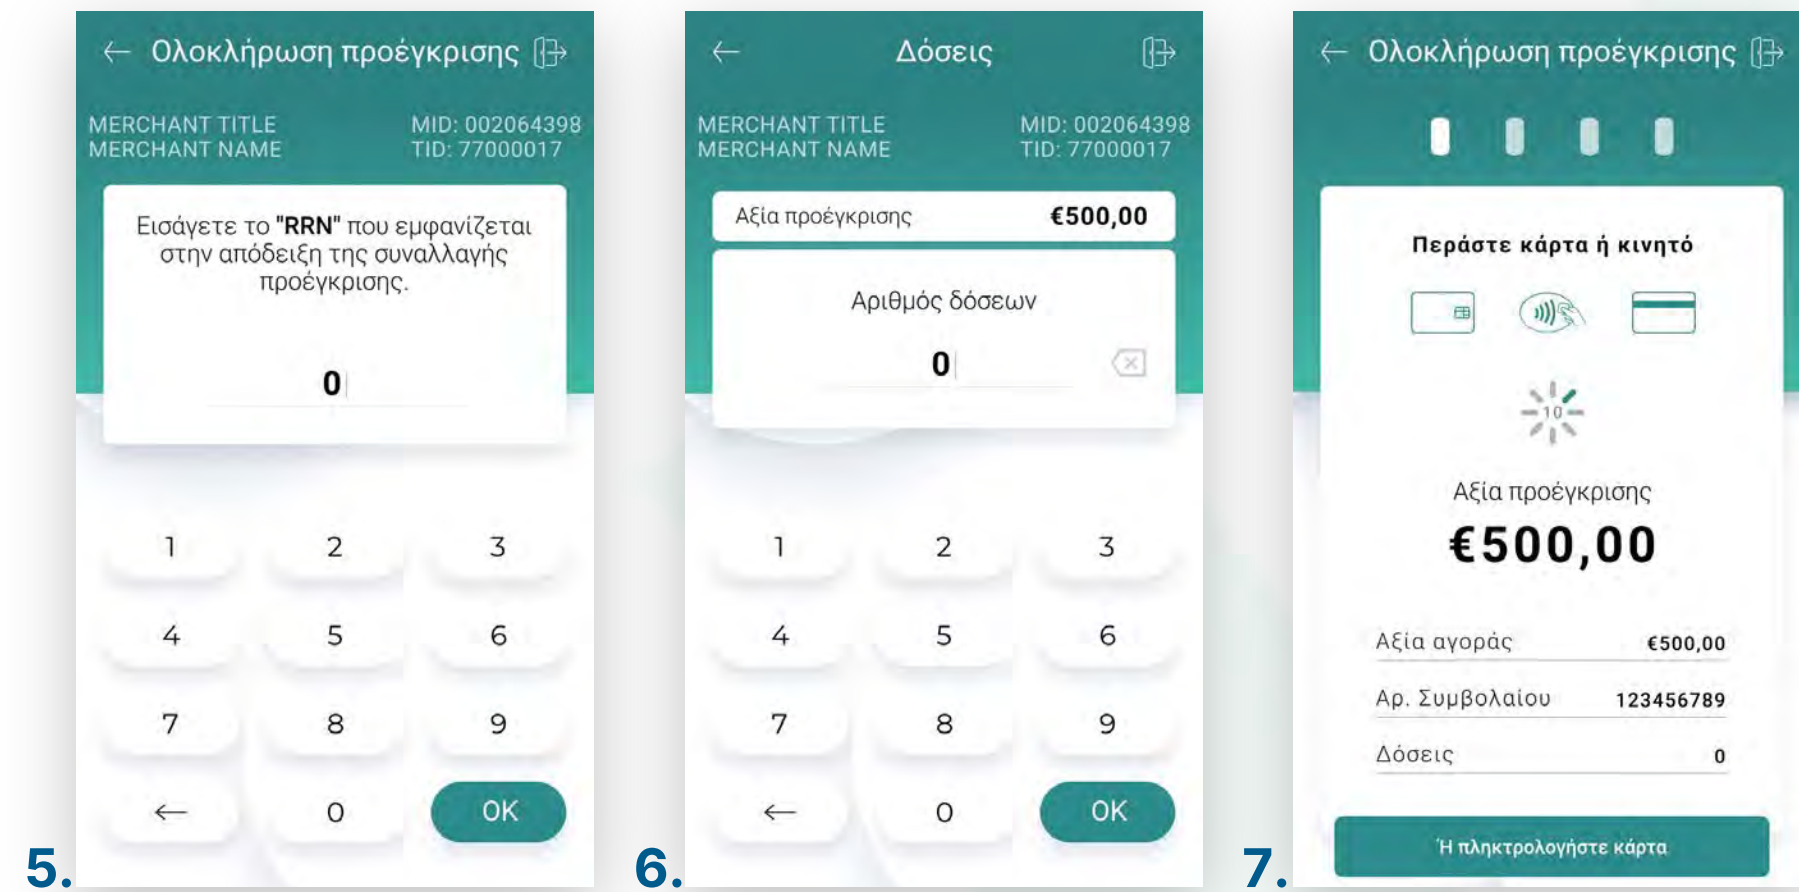 Ολοκλήρωση προέγκρισης
MERCHANT TITLE MID: 002064398
MERCHANT NAME TID: 77000017
Εισάγετε το "RRN" που εμφανίζεται
στην απόδειξη της συναλλαγής
προέγκρισης.
0
1 2 3
4 5 6
7 8 9
0 OK
5.
Δόσεις
MERCHANT TITLE MID: 002064398
MERCHANT NAME TID: 77000017
Αξία προέγκρισης €500,00
Αριθμός δόσεων
0
1 2 3
4 5 6
7 8 9
0 OK
6.
Ολοκλήρωση προέγκρισης
Περάστε κάρτα ή κινητό
10
Αξία προέγκρισης
€500,00
Αξία αγοράς €500,00
Αρ. Συμβολαίου 123456789
Δόσεις 0
Ή πληκτρολογήστε κάρτα
7.